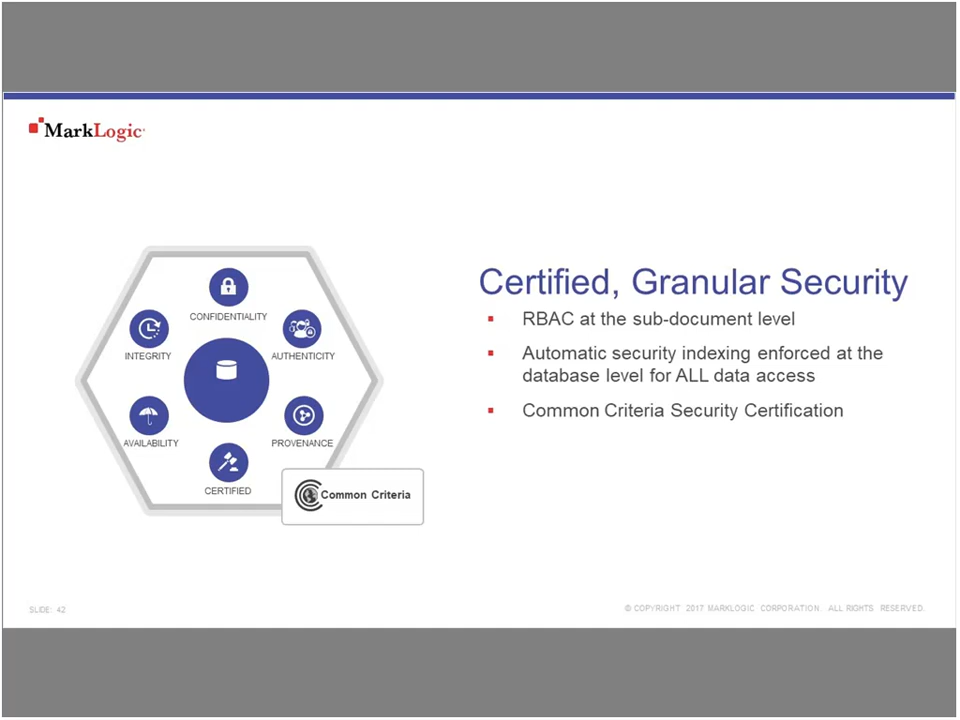 MarkLogic
CONFIDENTIALITY
INTEGRITY
AUTHENTICITY
AVAILABILITY
PROVENANCE
CERTIFIED
Common Criteria
Certified, Granular Security
▪ RBAC at the sub-document level
▪ Automatic security indexing enforced at the
database level for ALL data access
▪ Common Criteria Security Certification
SLIDE: 42
© COPYRIGHT 2017 MARKLOGIC CORPORATION. ALL RIGHTS RESERVED.